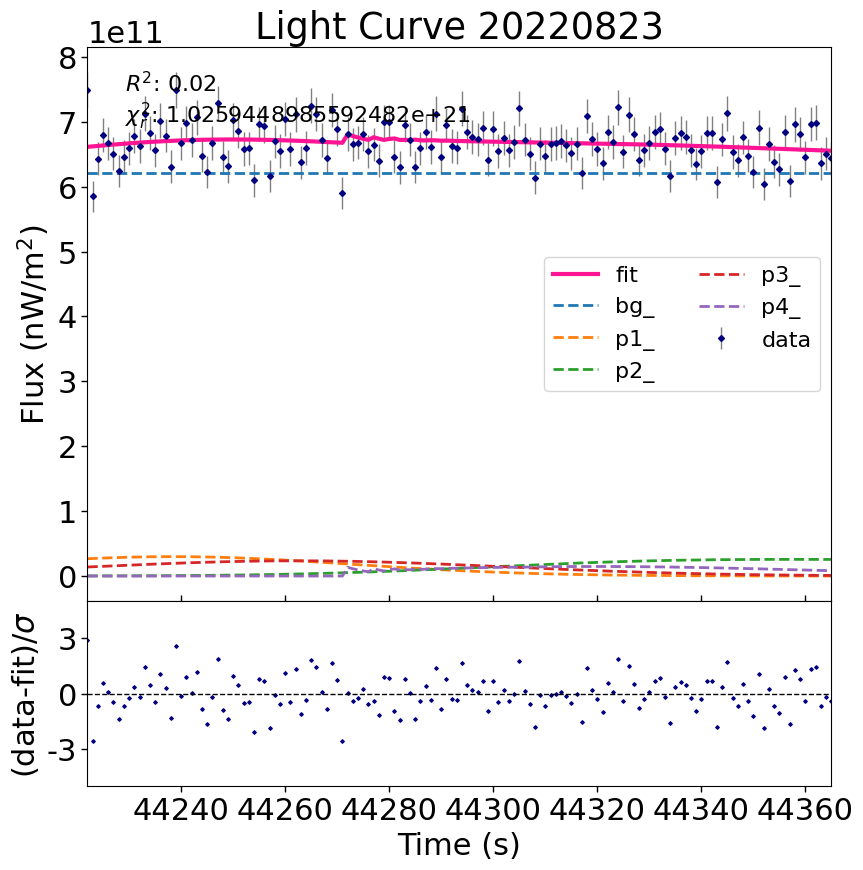 Light Curve 20220823
1e11
R²: 0.02
χ²ᵣ: 1.0259448985592482e+21
8
7
6
5
4
3
2
1
0
Flux (nW/m²)
fit
bg_
p1_
p2_
p3_
p4_
data
3
0
-3
(data-fit)/σ
44240 44260 44280 44300 44320 44340 44360
Time (s)